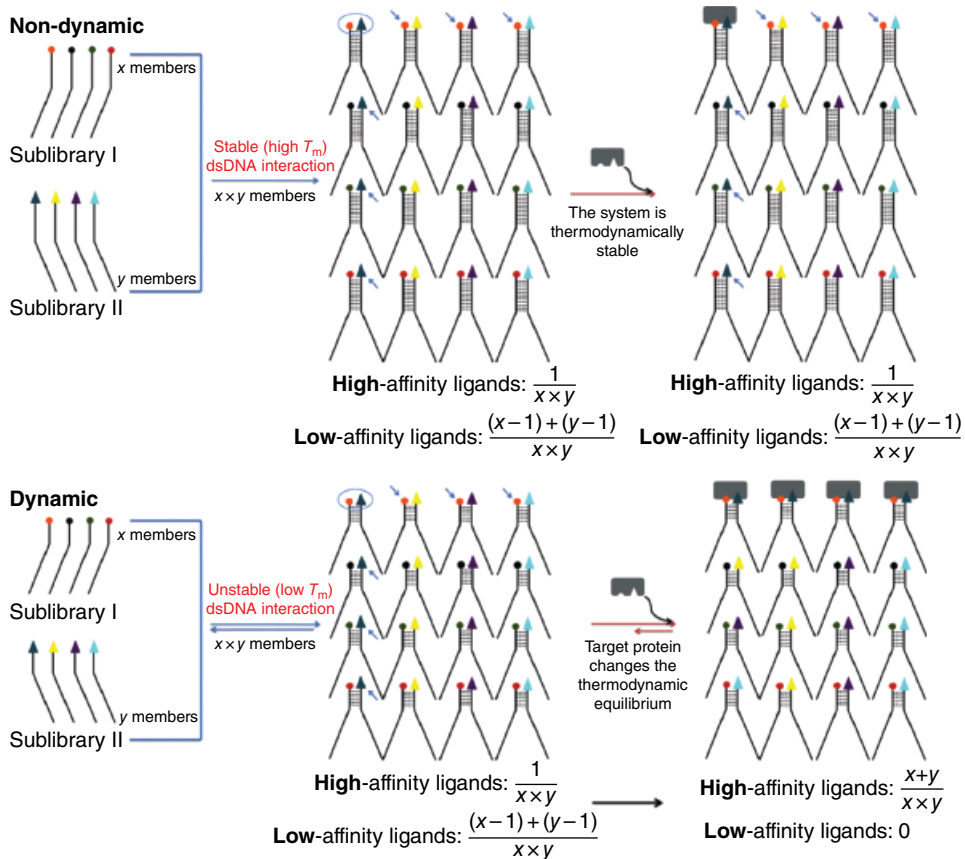 Non-dynamic
x members
Sublibrary I
Stable (high Tm)
dsDNA interaction
x×y members
y members
Sublibrary II
The system is
thermodynamically
stable
High-affinity ligands: 1/(x×y)
Low-affinity ligands: ((x−1)+(y−1))/(x×y)
High-affinity ligands: 1/(x×y)
Low-affinity ligands: ((x−1)+(y−1))/(x×y)
Dynamic
x members
Sublibrary I
Unstable (low Tm)
dsDNA interaction
x×y members
y members
Sublibrary II
Target protein
changes the
thermodynamic
equilibrium
High-affinity ligands: 1/(x×y)
Low-affinity ligands: ((x−1)+(y−1))/(x×y)
High-affinity ligands: (x+y)/(x×y)
Low-affinity ligands: 0